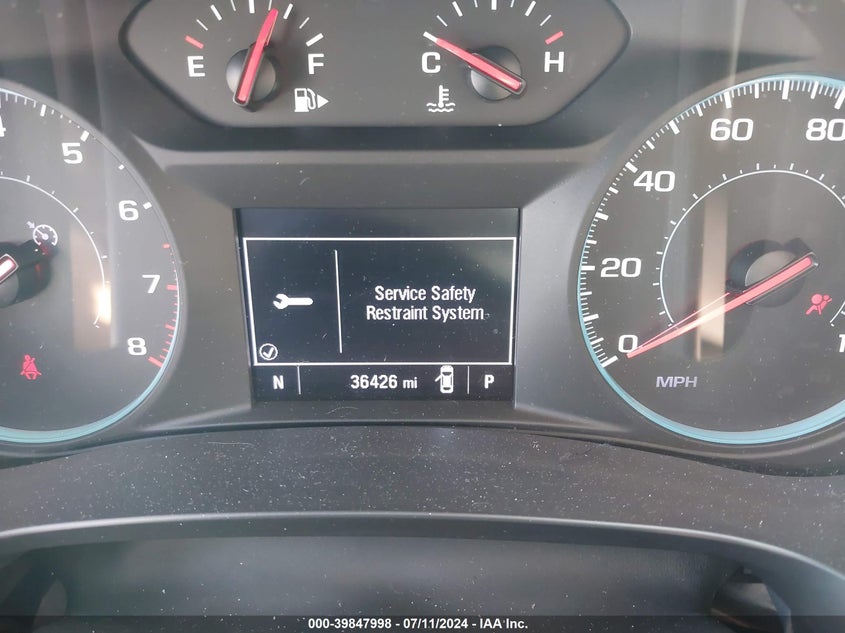 E F
C H
4
5
6
7
8
0
20
40
60
80
MPH
Service Safety
Restraint System
N 36426 mi P
000-39847998 - 07/11/2024 - IAA Inc.